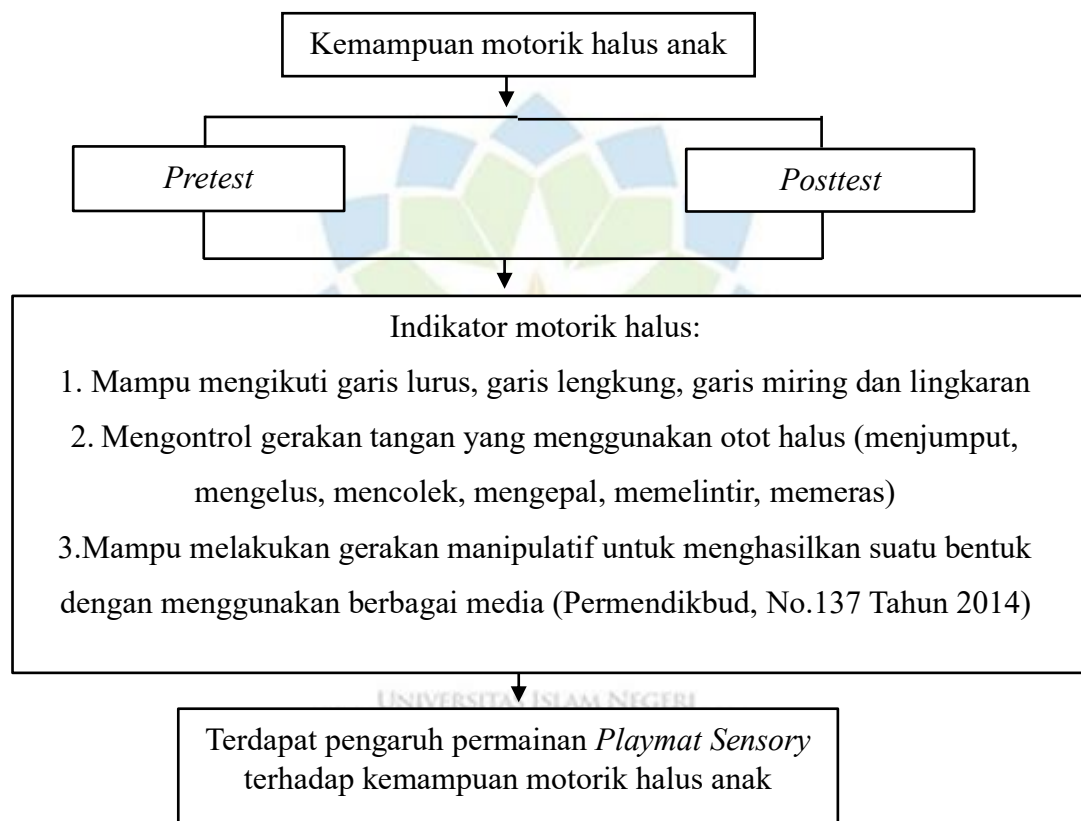 Kemampuan motorik halus anak
Pretest
Posttest
Indikator motorik halus:
1. Mampu mengikuti garis lurus, garis lengkung, garis miring dan lingkaran
2. Mengontrol gerakan tangan yang menggunakan otot halus (menjumput,
mengelus, mencolek, mengepal, memelintir, memeras)
3.Mampu melakukan gerakan manipulatif untuk menghasilkan suatu bentuk
dengan menggunakan berbagai media (Permendikbud, No.137 Tahun 2014)
UNIVERSITAS ISLAM NEGERI
Terdapat pengaruh permainan Playmat Sensory
terhadap kemampuan motorik halus anak